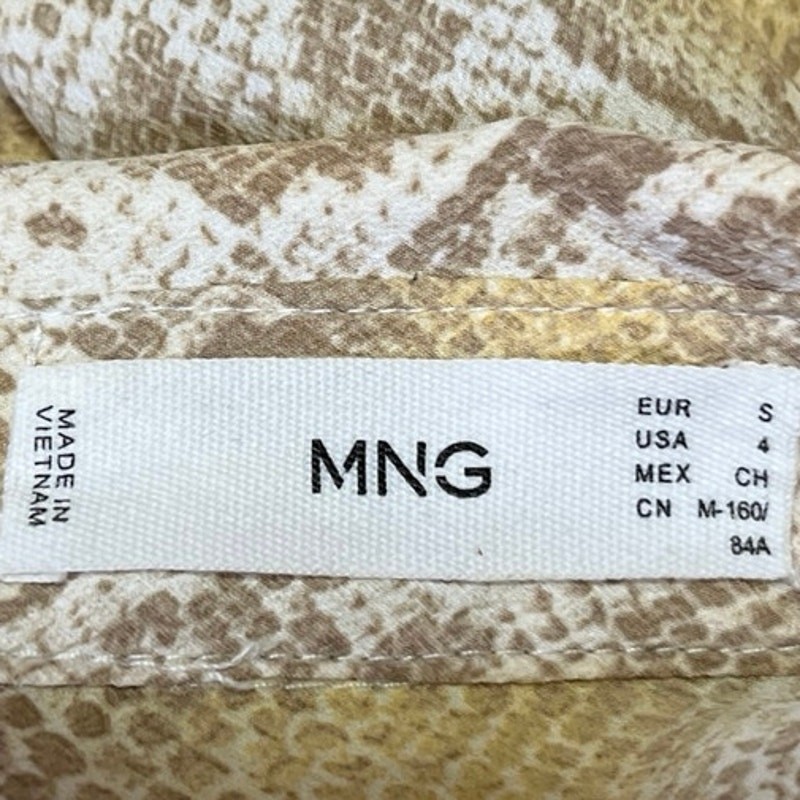 MADE IN
VIETNAM
MNG
EUR S
USA 4
MEX CH
CN M-160/
84A